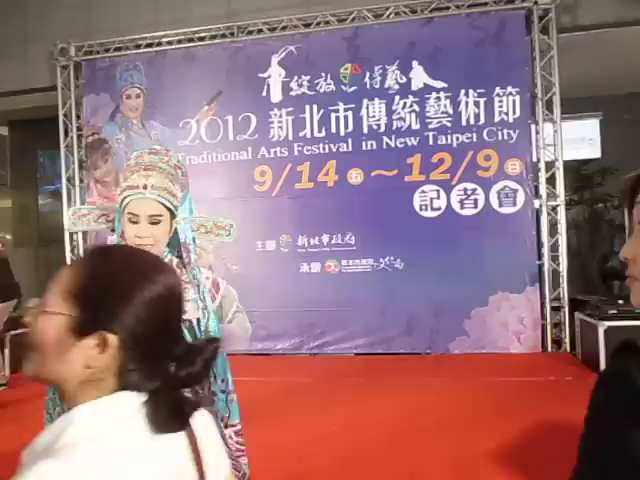 綻放 傳藝
2012 新北市傳統藝術節
Traditional Arts Festival in New Taipei City
9/14 五 ～ 12/9 日
記者會
主辦 新北市政府
承辦